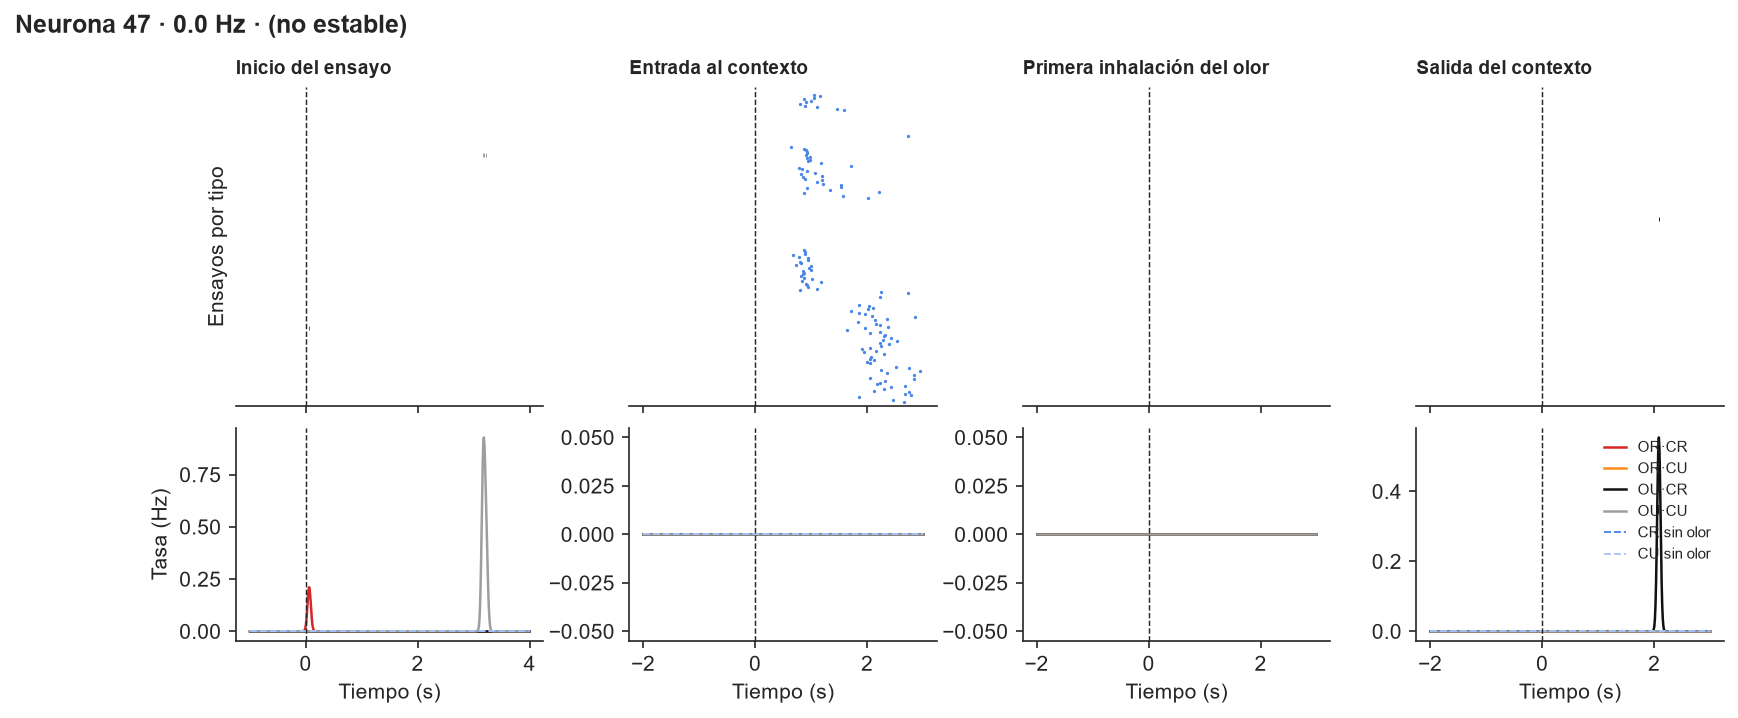 Neurona 47 · 0.0 Hz · (no estable)
Inicio del ensayo
Entrada al contexto
Primera inhalación del olor
Salida del contexto
Ensayos por tipo
Tasa (Hz)
0.75
0.50
0.25
0.00
0 2 4
Tiempo (s)
0.050
0.025
0.000
−0.025
−0.050
−2 0 2
Tiempo (s)
0.050
0.025
0.000
−0.025
−0.050
−2 0 2
Tiempo (s)
0.4
0.2
0.0
OR·CR
OR·CU
OU·CR
OU·CU
CR sin olor
CU sin olor
−2 0 2
Tiempo (s)